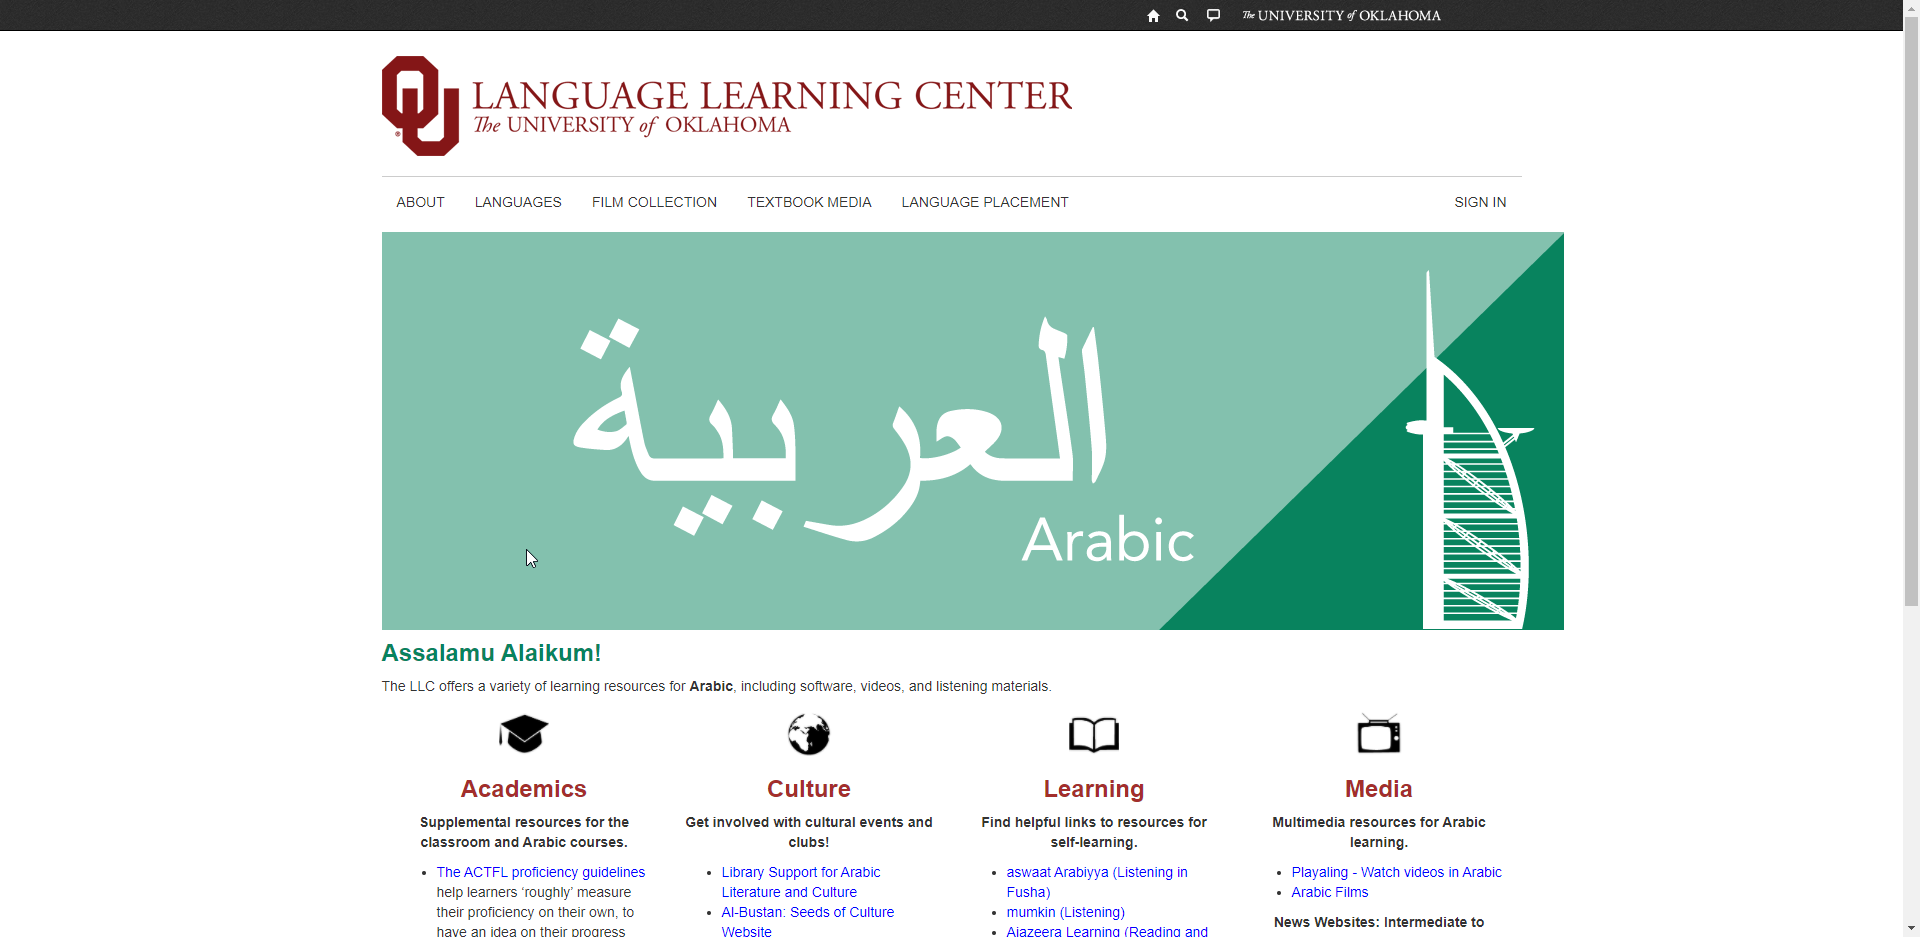 The UNIVERSITY of OKLAHOMA
LANGUAGE LEARNING CENTER
The UNIVERSITY of OKLAHOMA
ABOUT LANGUAGES FILM COLLECTION TEXTBOOK MEDIA LANGUAGE PLACEMENT SIGN IN
العربية
Arabic
Assalamu Alaikum!
The LLC offers a variety of learning resources for Arabic, including software, videos, and listening materials.
Academics
Supplemental resources for the
classroom and Arabic courses.
• The ACTFL proficiency guidelines
help learners ‘roughly’ measure
their proficiency on their own, to
have an idea on their progress
Culture
Get involved with cultural events and
clubs!
• Library Support for Arabic
Literature and Culture
• Al-Bustan: Seeds of Culture
Website
Learning
Find helpful links to resources for
self-learning.
• aswaat Arabiyya (Listening in
Fusha)
• mumkin (Listening)
• Ajazeera Learning (Reading and
Media
Multimedia resources for Arabic
learning.
• Playaling - Watch videos in Arabic
• Arabic Films
News Websites: Intermediate to